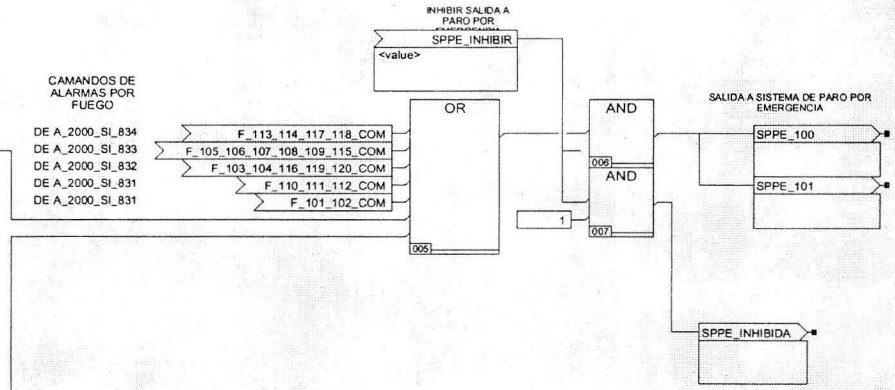 INHIBIR SALIDA A
PARO POR
EMERGENCIA
SPPE_INHIBIR
<value>
CAMANDOS DE
ALARMAS POR
FUEGO
DE A_2000_SI_834
F_113_114_117_118_COM
DE A_2000_SI_833
F_105_106_107_108_109_115_COM
DE A_2000_SI_832
F_103_104_116_119_120_COM
DE A_2000_SI_831
F_110_111_112_COM
DE A_2000_SI_831
F_101_102_COM
OR
005
AND
006
AND
007
1
SALIDA A SISTEMA DE PARO POR
EMERGENCIA
SPPE_100
SPPE_101
SPPE_INHIBIDA